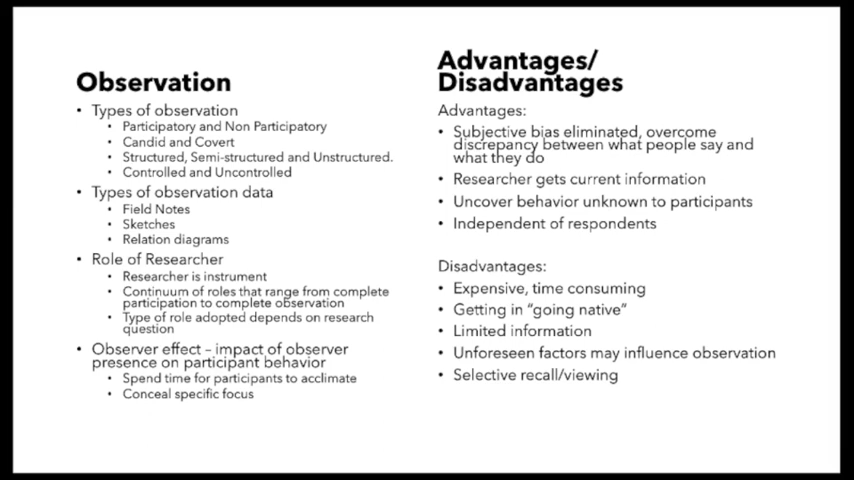 Observation
• Types of observation
• Participatory and Non Participatory
• Candid and Covert
• Structured, Semi-structured and Unstructured.
• Controlled and Uncontrolled
• Types of observation data
• Field Notes
• Sketches
• Relation diagrams
• Role of Researcher
• Researcher is instrument
• Continuum of roles that range from complete
participation to complete observation
• Type of role adopted depends on research
question
• Observer effect – impact of observer
presence on participant behavior
• Spend time for participants to acclimate
• Conceal specific focus
Advantages/
Disadvantages
Advantages:
• Subjective bias eliminated, overcome
discrepancy between what people say and
what they do
• Researcher gets current information
• Uncover behavior unknown to participants
• Independent of respondents
Disadvantages:
• Expensive, time consuming
• Getting in “going native”
• Limited information
• Unforeseen factors may influence observation
• Selective recall/viewing